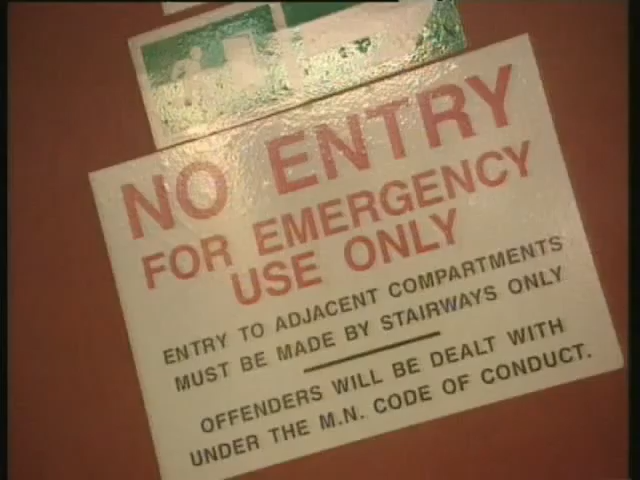 NO ENTRY
FOR EMERGENCY
USE ONLY
ENTRY TO ADJACENT COMPARTMENTS
MUST BE MADE BY STAIRWAYS ONLY
OFFENDERS WILL BE DEALT WITH
UNDER THE M.N. CODE OF CONDUCT.